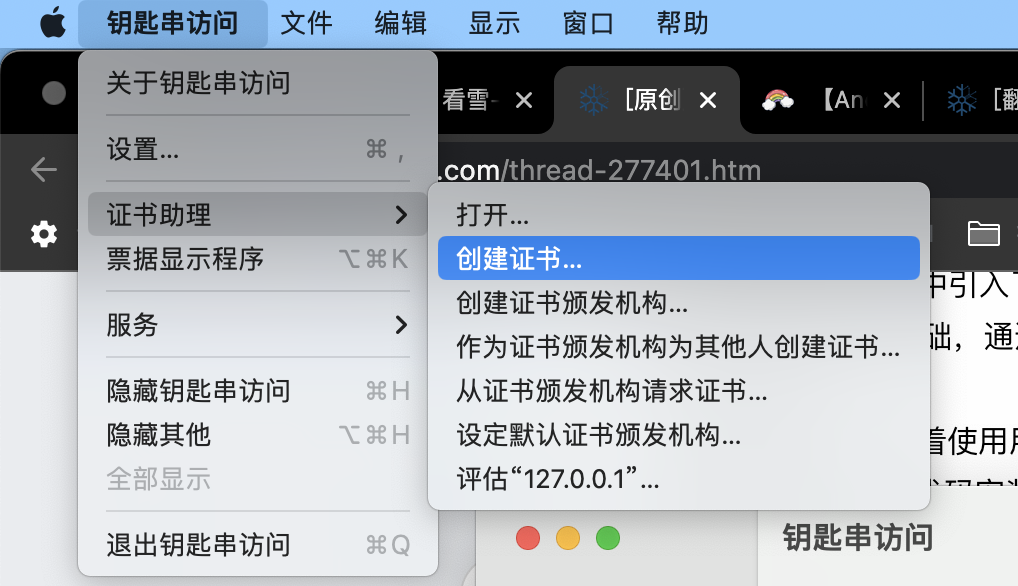 钥匙串访问 文件 编辑 显示 窗口 帮助
看雪- [原创 【An [翻
.com/thread-277401.htm
关于钥匙串访问
设置... ⌘ ,
证书助理
票据显示程序 ⌥⌘K
服务
隐藏钥匙串访问 ⌘H
隐藏其他 ⌥⌘H
全部显示
退出钥匙串访问 ⌘Q
打开...
创建证书...
创建证书颁发机构...
作为证书颁发机构为其他人创建证书...
从证书颁发机构请求证书...
设定默认证书颁发机构...
评估“127.0.0.1”...
中引入
础，通
着使用
钥匙串访问